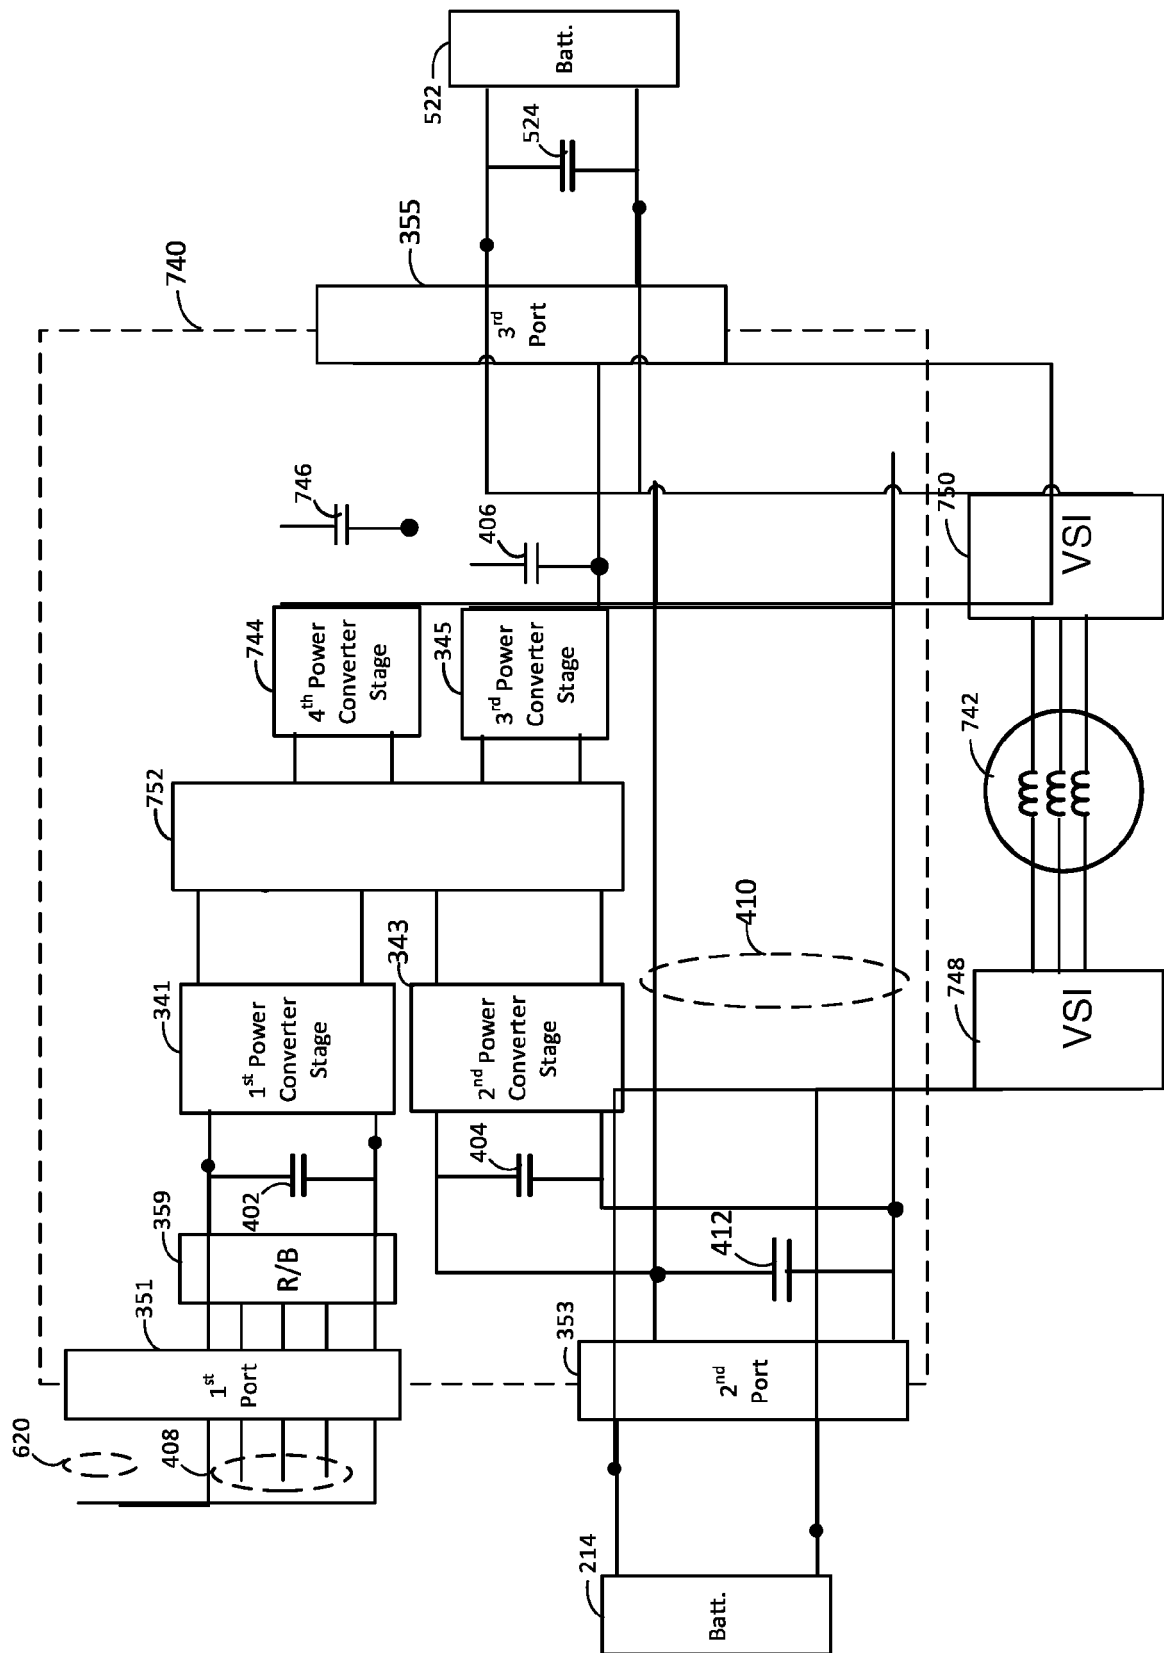 620
408
1st
Port
351
R/B
359
402
1st Power
Converter
Stage
341
752
4th Power
Converter
Stage
744
746
740
3rd
Port
355
Batt.
522
524
2nd Power
Converter
Stage
343
404
3rd Power
Converter
Stage
345
406
Batt.
214
2nd
Port
353
412
410
VSI
748
742
VSI
750